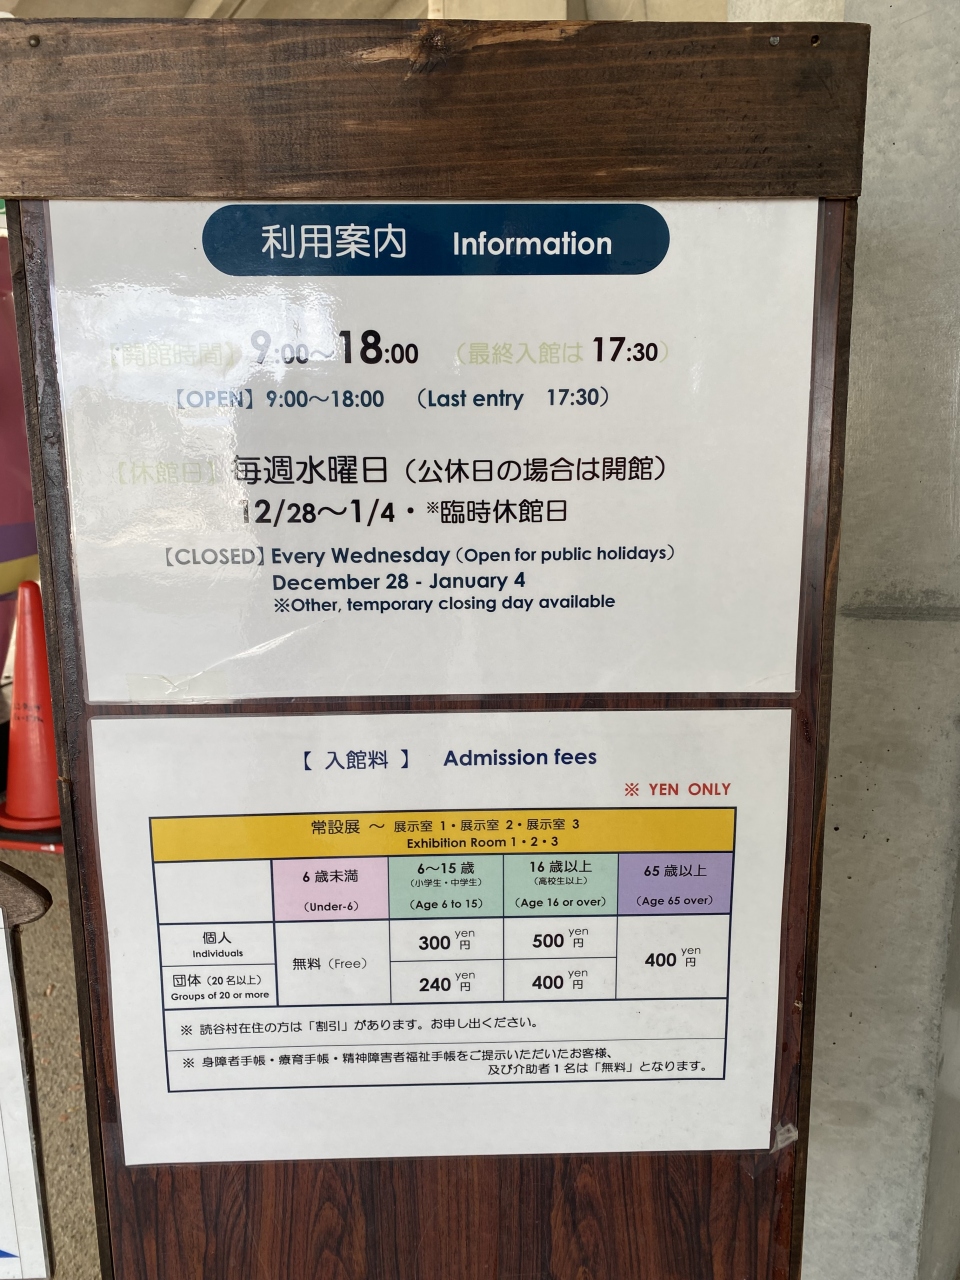 利用案内 Information
【開館時間】 9:00〜18:00 （最終入館は 17:30）
【OPEN】 9:00〜18:00 （Last entry 17:30）
【休館日】 毎週水曜日（公休日の場合は開館）
12/28〜1/4・※臨時休館日
【CLOSED】 Every Wednesday（Open for public holidays）
December 28 - January 4
※Other, temporary closing day available
【 入館料 】 Admission fees
※ YEN ONLY
常設展 〜 展示室 1・展示室 2・展示室 3
Exhibition Room 1・2・3
6 歳未満 6〜15 歳 16 歳以上 65 歳以上
（小学生・中学生） （高校生以上）
（Under-6） （Age 6 to 15） （Age 16 or over） （Age 65 over）
個人 300 yen 円 500 yen 円
Individuals
無料（Free） 400 yen 円
団体（20 名以上） 240 yen 円 400 yen 円
Groups of 20 or more
※ 読谷村在住の方は「割引」があります。お申し出ください。
※ 身障者手帳・療育手帳・精神障害者福祉手帳をご提示いただいたお客様、
及び介助者 1 名は「無料」となります。